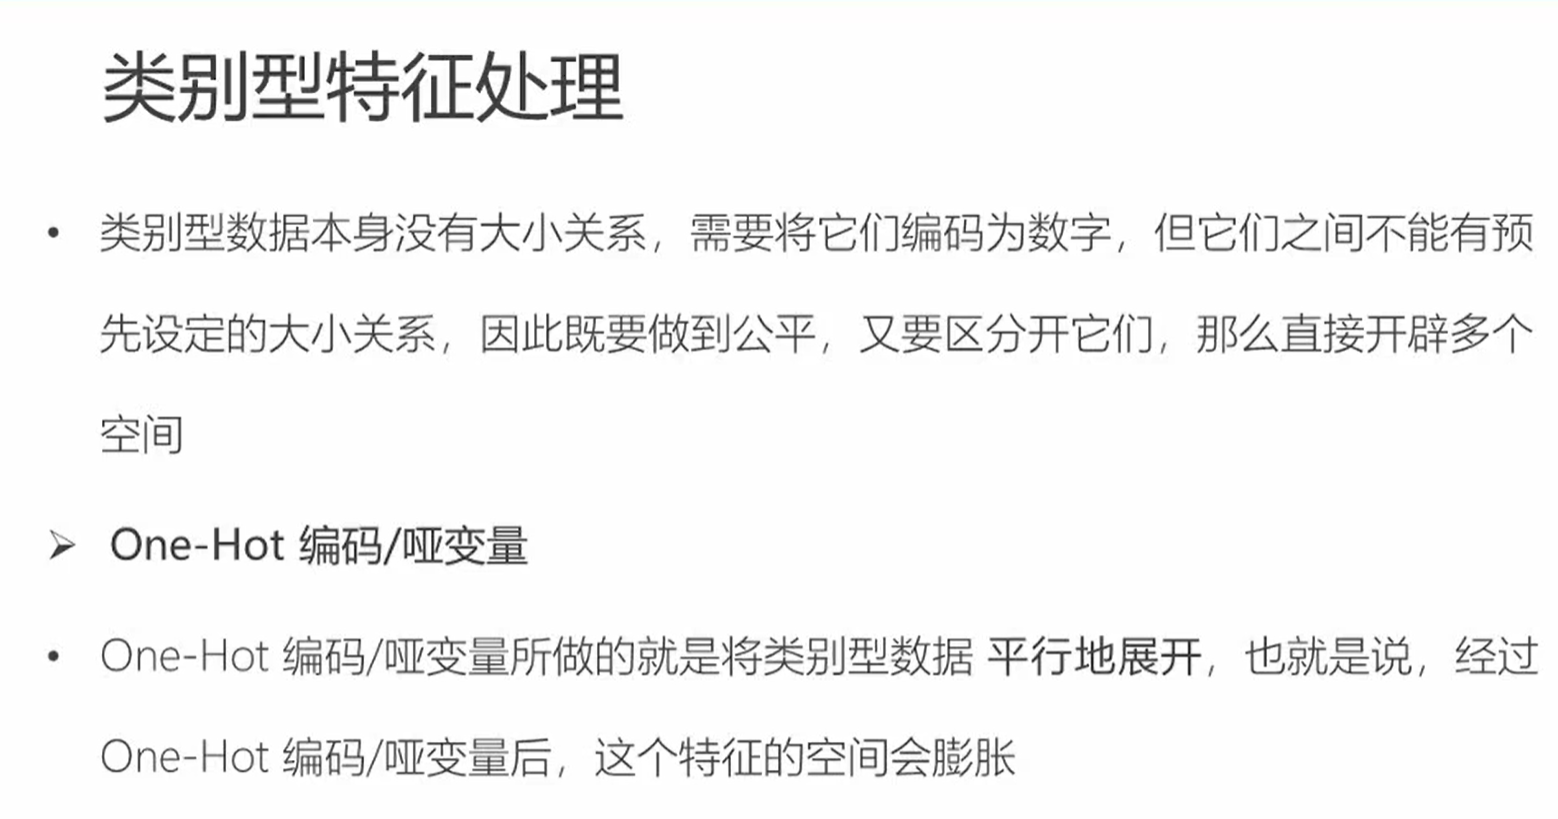 类别型特征处理
• 类别型数据本身没有大小关系，需要将它们编码为数字，但它们之间不能有预
先设定的大小关系，因此既要做到公平，又要区分开它们，那么直接开辟多个
空间
➢ One-Hot 编码/哑变量
• One-Hot 编码/哑变量所做的就是将类别型数据 平行地展开，也就是说，经过
One-Hot 编码/哑变量后，这个特征的空间会膨胀